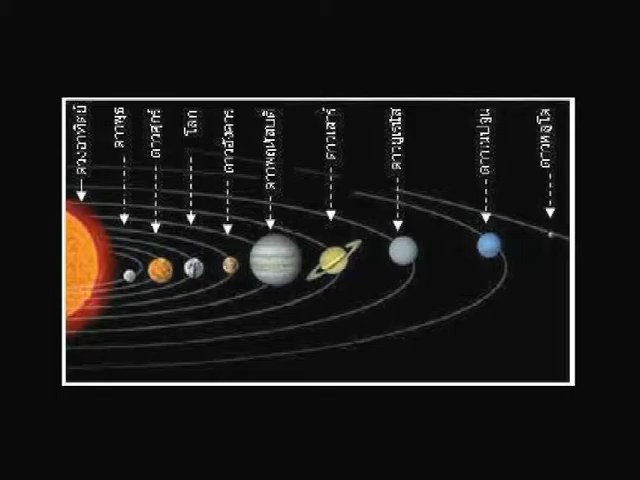 ดวงอาทิตย์
ดาวพุธ
ดาวศุกร์
โลก
ดาวอังคาร
ดาวพฤหัสบดี
ดาวเสาร์
ดาวยูเรนัส
ดาวเนปจูน
ดาวพลูโต